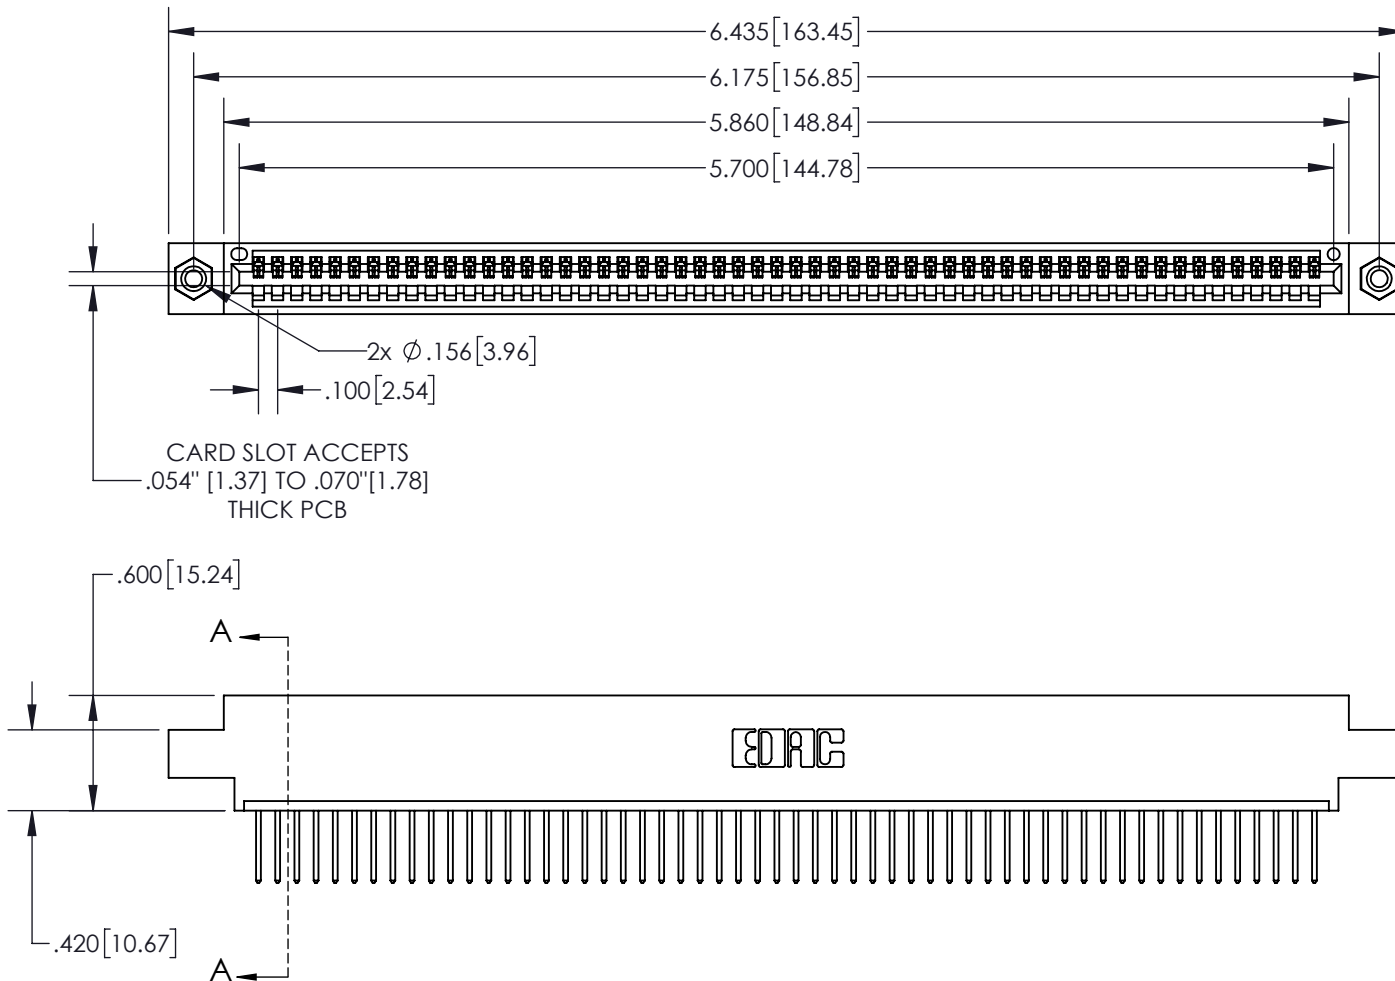 6.435[163.45]
6.175[156.85]
5.860[148.84]
5.700[144.78]
2x Ø.156[3.96]
.100[2.54]
CARD SLOT ACCEPTS
.054" [1.37] TO .070"[1.78]
THICK PCB
.600[15.24]
A
EDAC
.420[10.67]
A